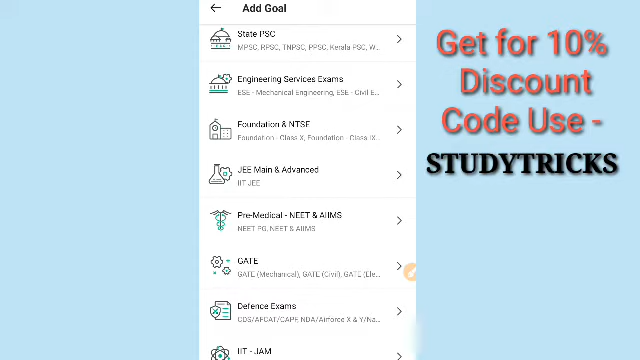 Add Goal
State PSC
MPSC, RPSC, TNPSC, PPSC, Kerala PSC, W...
Engineering Services Exams
ESE - Mechanical Engineering, ESE - Civil E...
Foundation & NTSE
Foundation - Class X, Foundation - Class IX...
JEE Main & Advanced
IIT JEE
Pre-Medical - NEET & AIIMS
NEET PG, NEET & AIIMS
GATE
GATE (Mechanical), GATE (Civil), GATE (Ele...
Defence Exams
CDS/AFCAT/CAPF, NDA/Airforce X & Y/Na...
IIT - JAM
Get for 10%
Discount
Code Use -
STUDYTRICKS